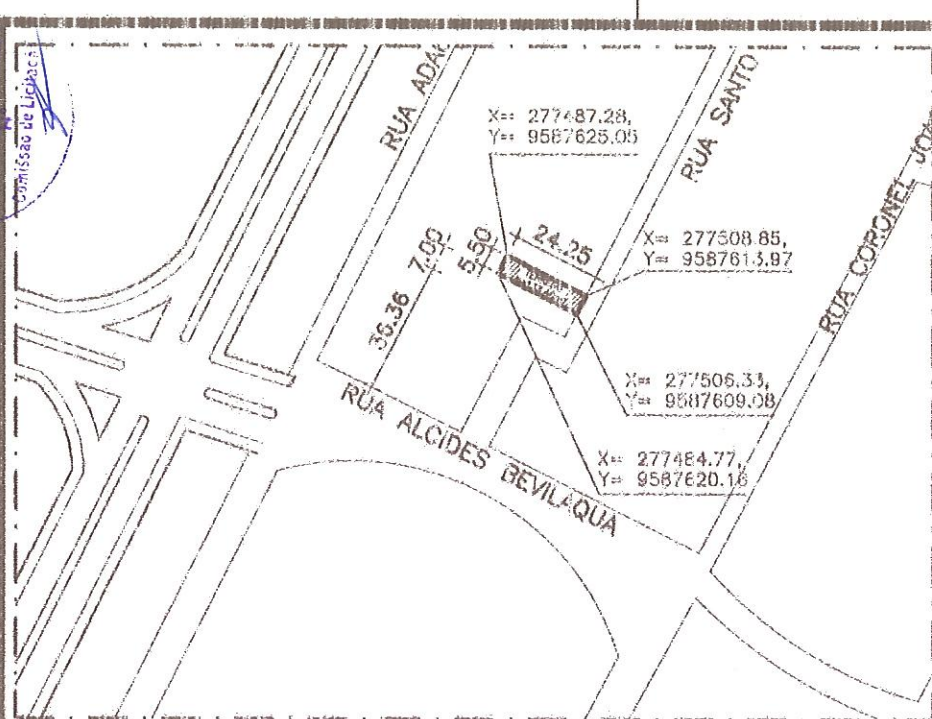 Comissão de Licitaçã
RUA ADA
X= 277487.28,
Y= 9587625.05
RUA SANTO
RUA CORONEL JO
7.00
5.50
24.25
36.36
X= 277508.85,
Y= 9587613.97
X= 277506.33,
Y= 9587609.08
X= 277484.77,
Y= 9587620.16
RUA ALCIDES BEVILAQUA